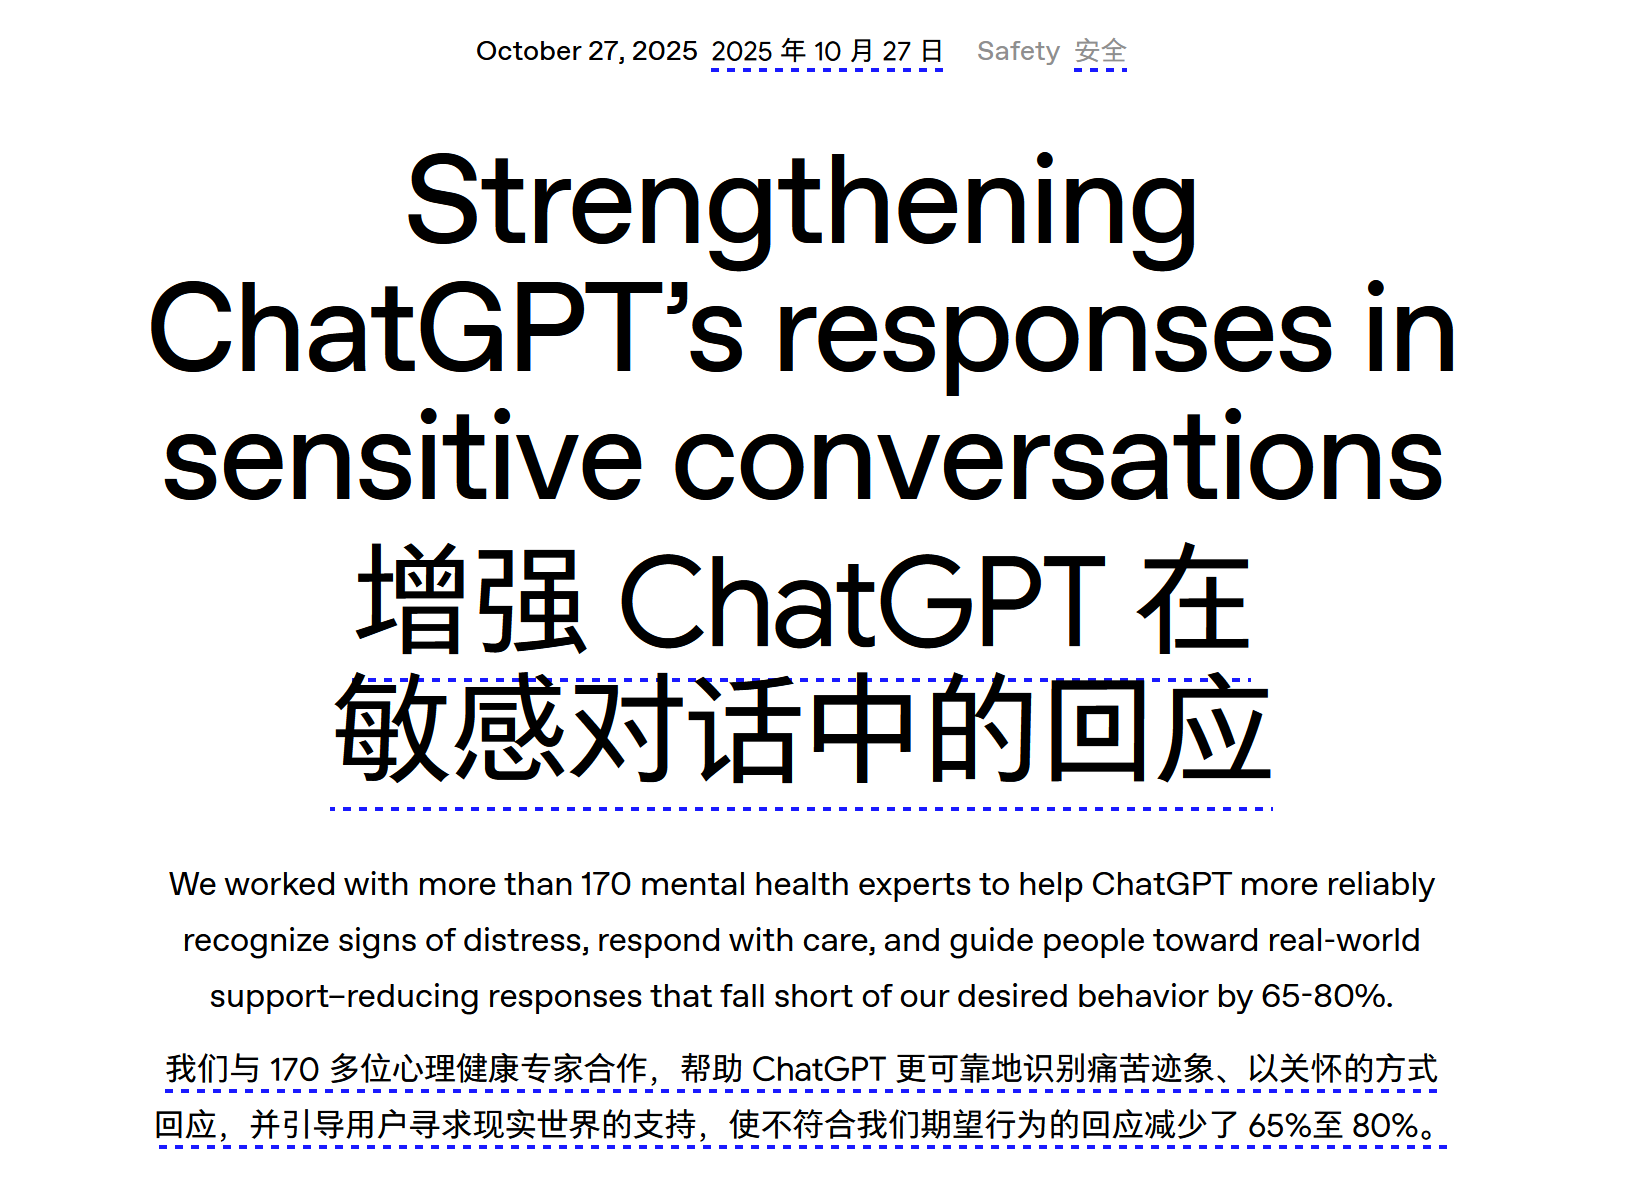 October 27, 2025 2025 年 10 月 27 日 Safety 安全
Strengthening
ChatGPT’s responses in
sensitive conversations
增强 ChatGPT 在
敏感对话中的回应
We worked with more than 170 mental health experts to help ChatGPT more reliably
recognize signs of distress, respond with care, and guide people toward real-world
support–reducing responses that fall short of our desired behavior by 65-80%.
我们与 170 多位心理健康专家合作，帮助 ChatGPT 更可靠地识别痛苦迹象、以关怀的方式
回应，并引导用户寻求现实世界的支持，使不符合我们期望行为的回应减少了 65%至 80%。